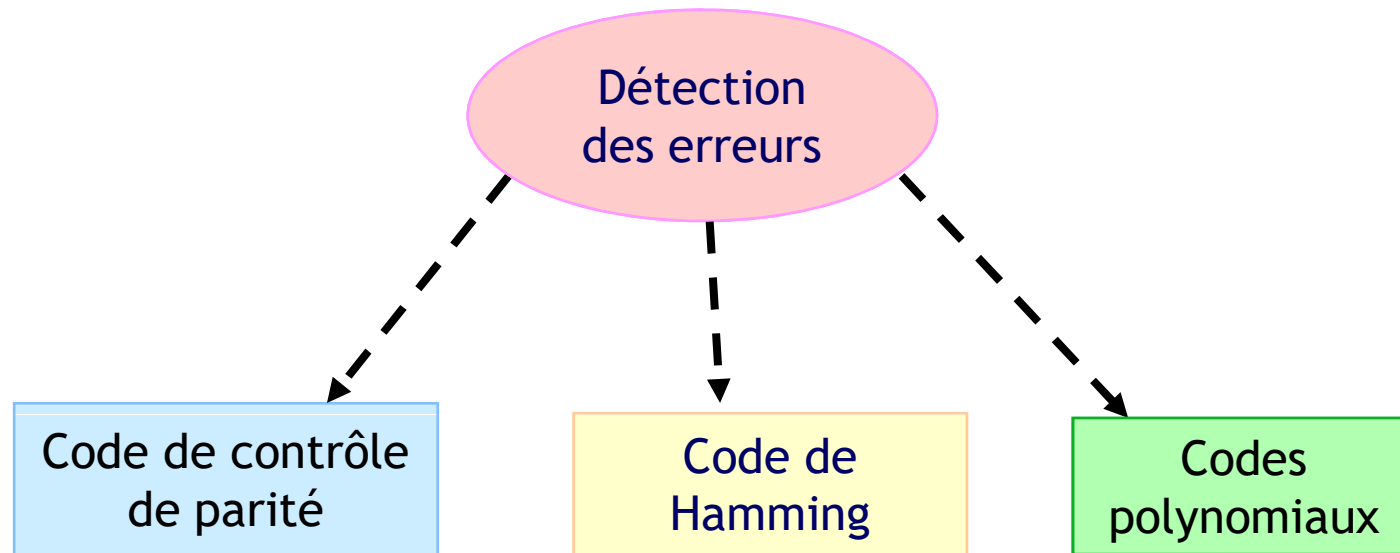 Détection
des erreurs
Code de contrôle
de parité
Code de
Hamming
Codes
polynomiaux